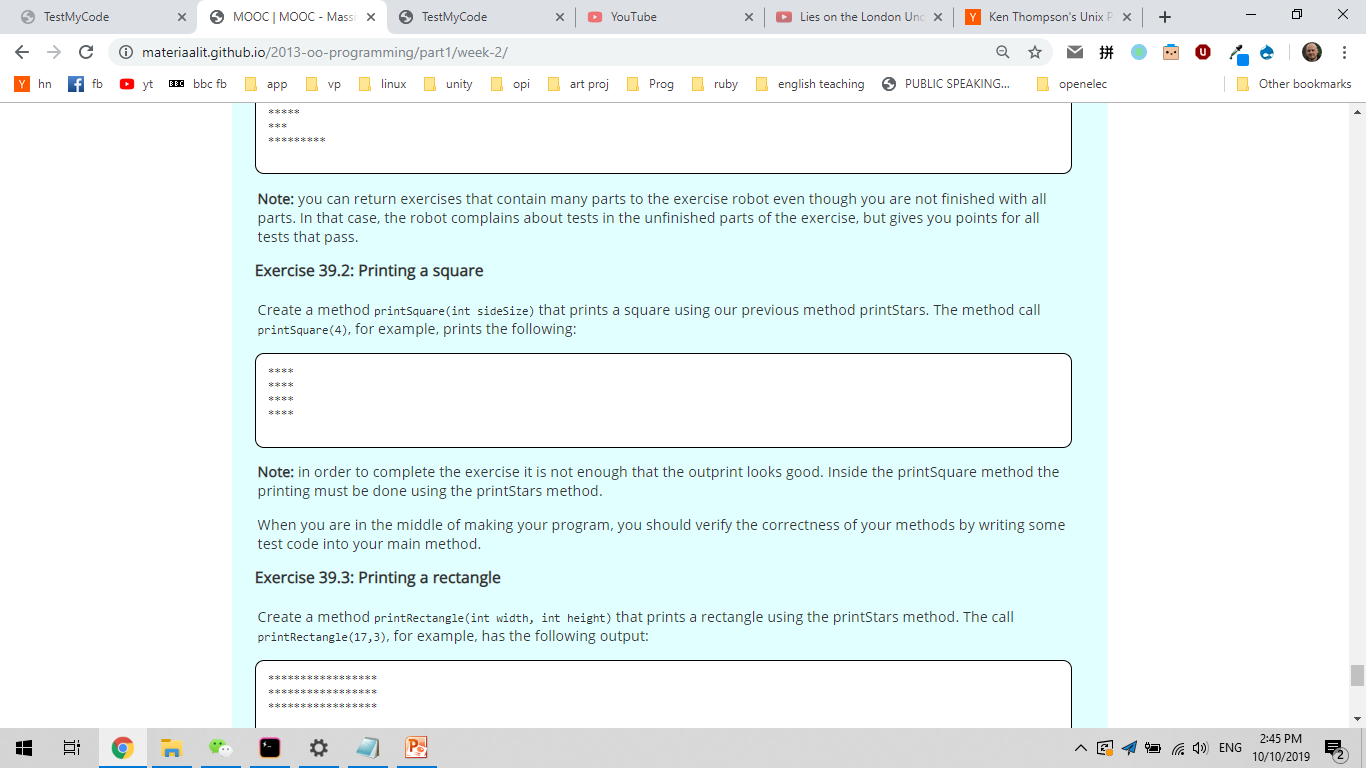 TestMyCode
MOOC | MOOC - Massi
TestMyCode
YouTube
Lies on the London Und
Ken Thompson's Unix P
materiaalit.github.io/2013-oo-programming/part1/week-2/
hn fb yt bbc fb app vp linux unity opi art proj Prog ruby english teaching PUBLIC SPEAKING... openelec Other bookmarks
*****
***
*********
Note: you can return exercises that contain many parts to the exercise robot even though you are not finished with all
parts. In that case, the robot complains about tests in the unfinished parts of the exercise, but gives you points for all
tests that pass.
Exercise 39.2: Printing a square
Create a method printSquare(int sideSize) that prints a square using our previous method printStars. The method call
printSquare(4), for example, prints the following:
****
****
****
****
Note: in order to complete the exercise it is not enough that the outprint looks good. Inside the printSquare method the
printing must be done using the printStars method.
When you are in the middle of making your program, you should verify the correctness of your methods by writing some
test code into your main method.
Exercise 39.3: Printing a rectangle
Create a method printRectangle(int width, int height) that prints a rectangle using the printStars method. The call
printRectangle(17,3), for example, has the following output:
*****************
*****************
*****************
ENG
2:45 PM
10/10/2019
2